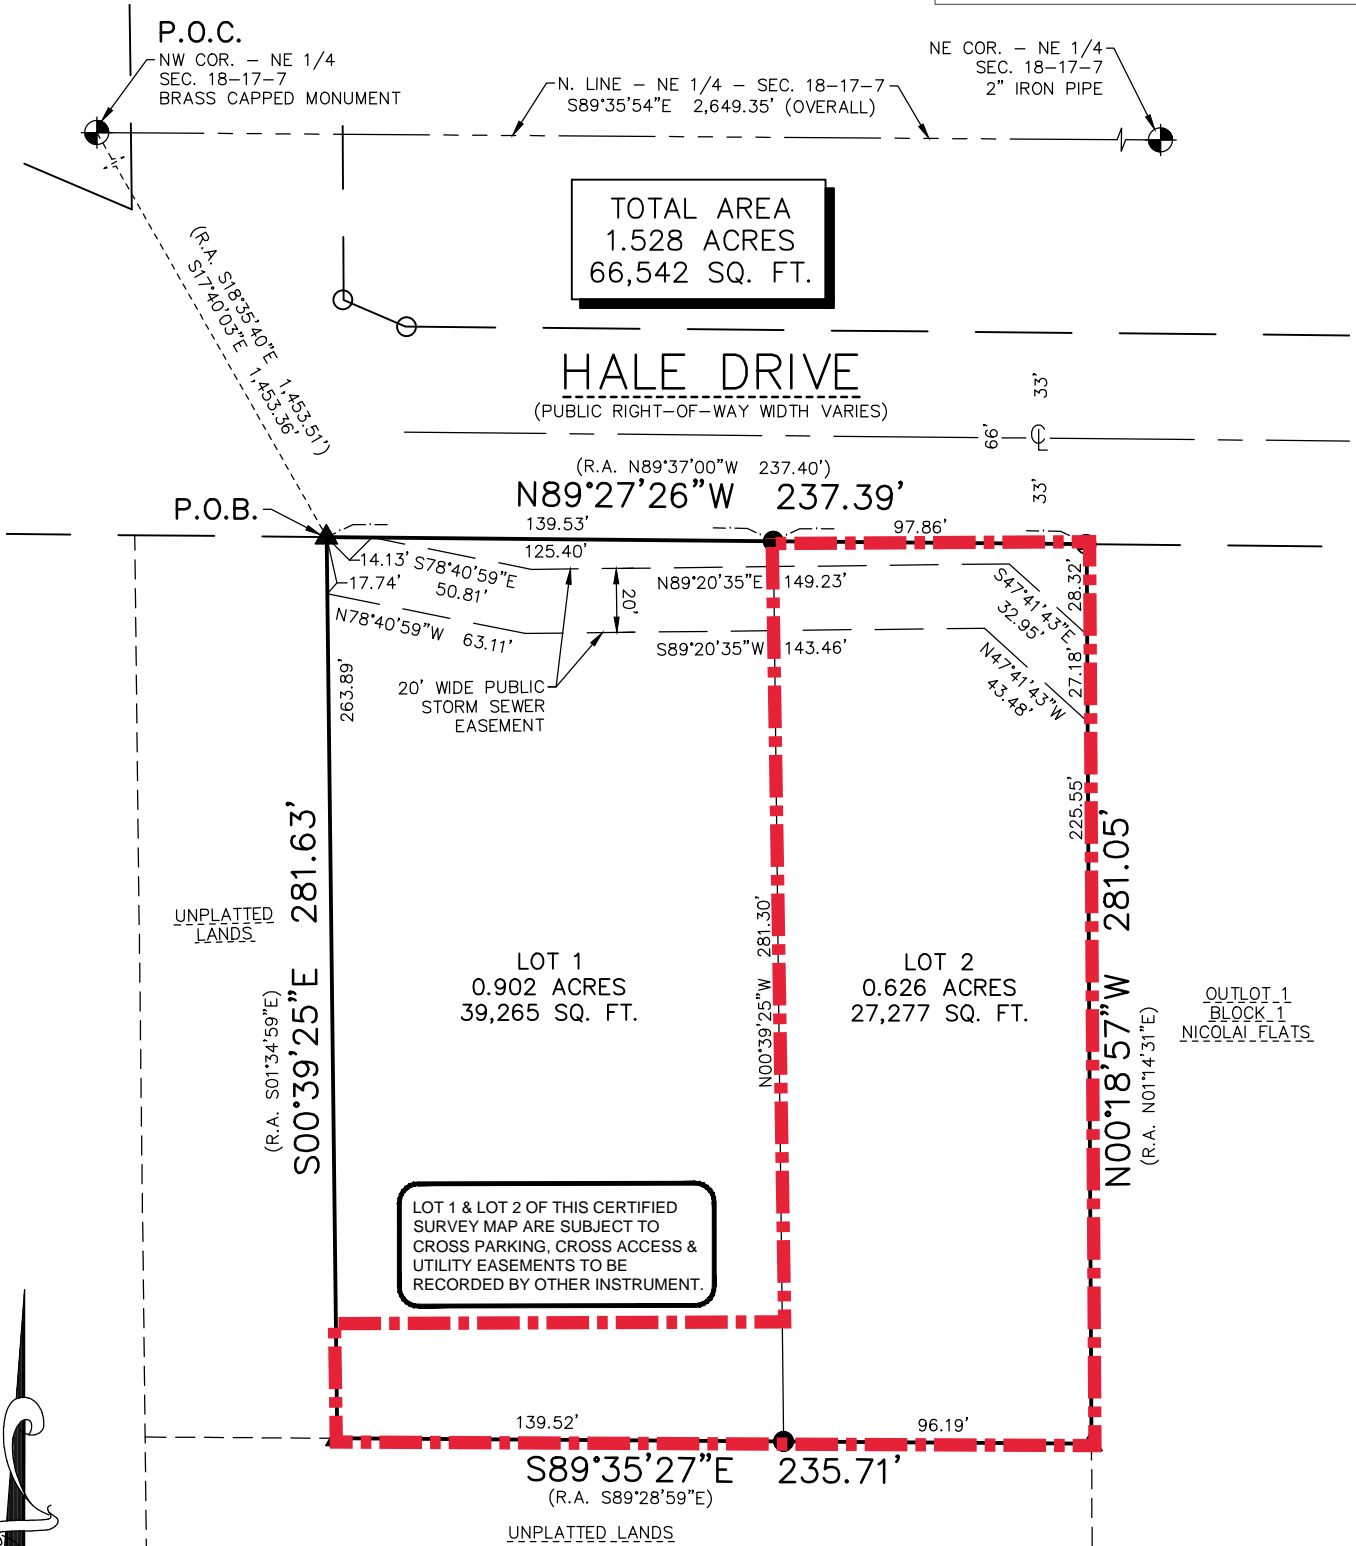 P.O.C.
NW COR. – NE 1/4
SEC. 18–17–7
BRASS CAPPED MONUMENT
N. LINE – NE 1/4 – SEC. 18–17–7
S89°35'54"E 2,649.35' (OVERALL)
NE COR. – NE 1/4
SEC. 18–17–7
2" IRON PIPE
TOTAL AREA
1.528 ACRES
66,542 SQ. FT.
(R.A. S18°35'40"E 1,453.51')
S17°40'03"E 1,453.36'
HALE DRIVE
(PUBLIC RIGHT–OF–WAY WIDTH VARIES)
33'
66'
℄
33'
(R.A. N89°37'00"W 237.40')
N89°27'26"W 237.39'
P.O.B.
139.53'
97.86'
125.40'
14.13'
S78°40'59"E
50.81'
17.74'
N78°40'59"W 63.11'
20'
N89°20'35"E 149.23'
S89°20'35"W 143.46'
S47°41'43"E
32.95'
28.32'
N47°41'43"W
43.48'
27.18'
20' WIDE PUBLIC
STORM SEWER
EASEMENT
263.89'
225.55'
S00°39'25"E 281.63'
(R.A. S01°34'59"E)
UNPLATTED
LANDS
LOT 1
0.902 ACRES
39,265 SQ. FT.
N00°39'25"W 281.30'
LOT 2
0.626 ACRES
27,277 SQ. FT.
N00°18'57"W 281.05'
(R.A. N01°14'31"E)
OUTLOT 1
BLOCK 1
NICOLAI FLATS
LOT 1 & LOT 2 OF THIS CERTIFIED
SURVEY MAP ARE SUBJECT TO
CROSS PARKING, CROSS ACCESS &
UTILITY EASEMENTS TO BE
RECORDED BY OTHER INSTRUMENT.
139.52'
96.19'
S89°35'27"E 235.71'
(R.A. S89°28'59"E)
UNPLATTED LANDS